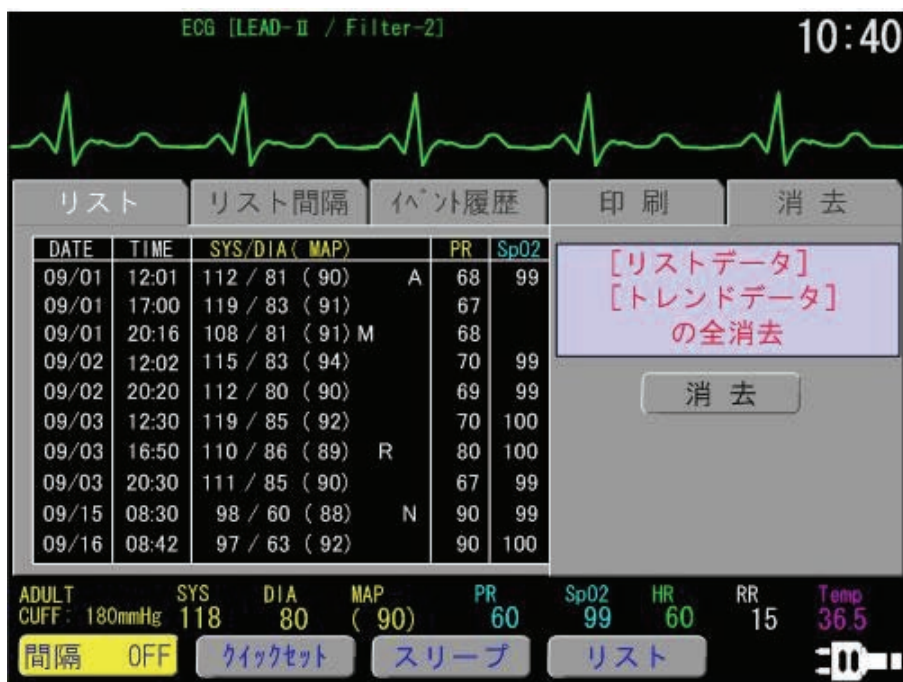 ECG [LEAD-Ⅱ / Filter-2]
10:40
リスト リスト間隔 イベント履歴 印刷 消去
DATE TIME SYS/DIA( MAP) PR SpO2
09/01 12:01 112 / 81 ( 90) A 68 99
09/01 17:00 119 / 83 ( 91) 67
09/01 20:16 108 / 81 ( 91) M 68
09/02 12:02 115 / 83 ( 94) 70 99
09/02 20:20 112 / 80 ( 90) 69 99
09/03 12:30 119 / 85 ( 92) 70 100
09/03 16:50 110 / 86 ( 89) R 80 100
09/03 20:30 111 / 85 ( 90) 67 99
09/15 08:30 98 / 60 ( 88) N 90 99
09/16 08:42 97 / 63 ( 92) 90 100
[リストデータ]
[トレンドデータ]
の全消去
消去
ADULT SYS DIA MAP PR SpO2 HR RR Temp
CUFF: 180mmHg 118 80 ( 90) 60 99 60 15 36.5
間隔 OFF クイックセット スリープ リスト